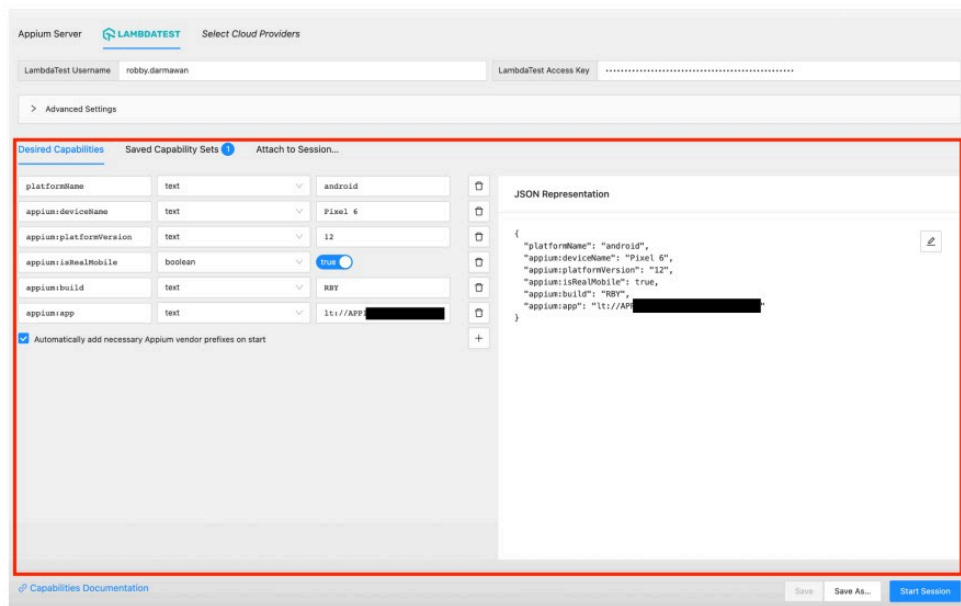 Appium Server LAMBDATEST Select Cloud Providers
LambdaTest Username robby.darmawan LambdaTest Access Key ••••••••••••••••••••••••••••••••••••••••••••••••••
> Advanced Settings
Desired Capabilities Saved Capability Sets 1 Attach to Session...
platformName text android
appium:deviceName text Pixel 6
appium:platformVersion text 12
appium:isRealMobile boolean true
appium:build text RBY
appium:app text lt://APP1
Automatically add necessary Appium vendor prefixes on start
JSON Representation
{
"platformName": "android",
"appium:deviceName": "Pixel 6",
"appium:platformVersion": "12",
"appium:isRealMobile": true,
"appium:build": "RBY",
"appium:app": "lt://APP "
}
Capabilities Documentation
Save Save As... Start Session